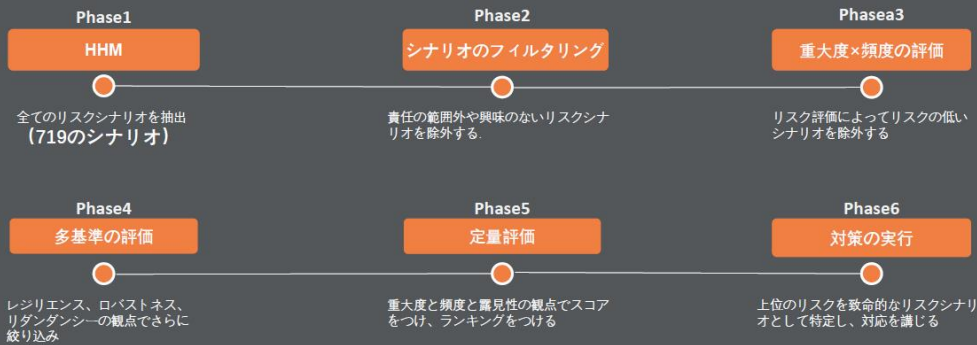 Phase1
HHM
全てのリスクシナリオを抽出
（719のシナリオ）
Phase2
シナリオのフィルタリング
責任の範囲外や興味のないリスクシナ
リオを除外する.
Phasea3
重大度×頻度の評価
リスク評価によってリスクの低い
シナリオを除外する
Phase4
多基準の評価
レジリエンス、ロバストネス、
リダンダンシーの観点でさらに
絞り込み
Phase5
定量評価
重大度と頻度と露見性の観点でスコア
をつけ、ランキングをつける
Phase6
対策の実行
上位のリスクを致命的なリスクシナリ
オとして特定し、対応を講じる